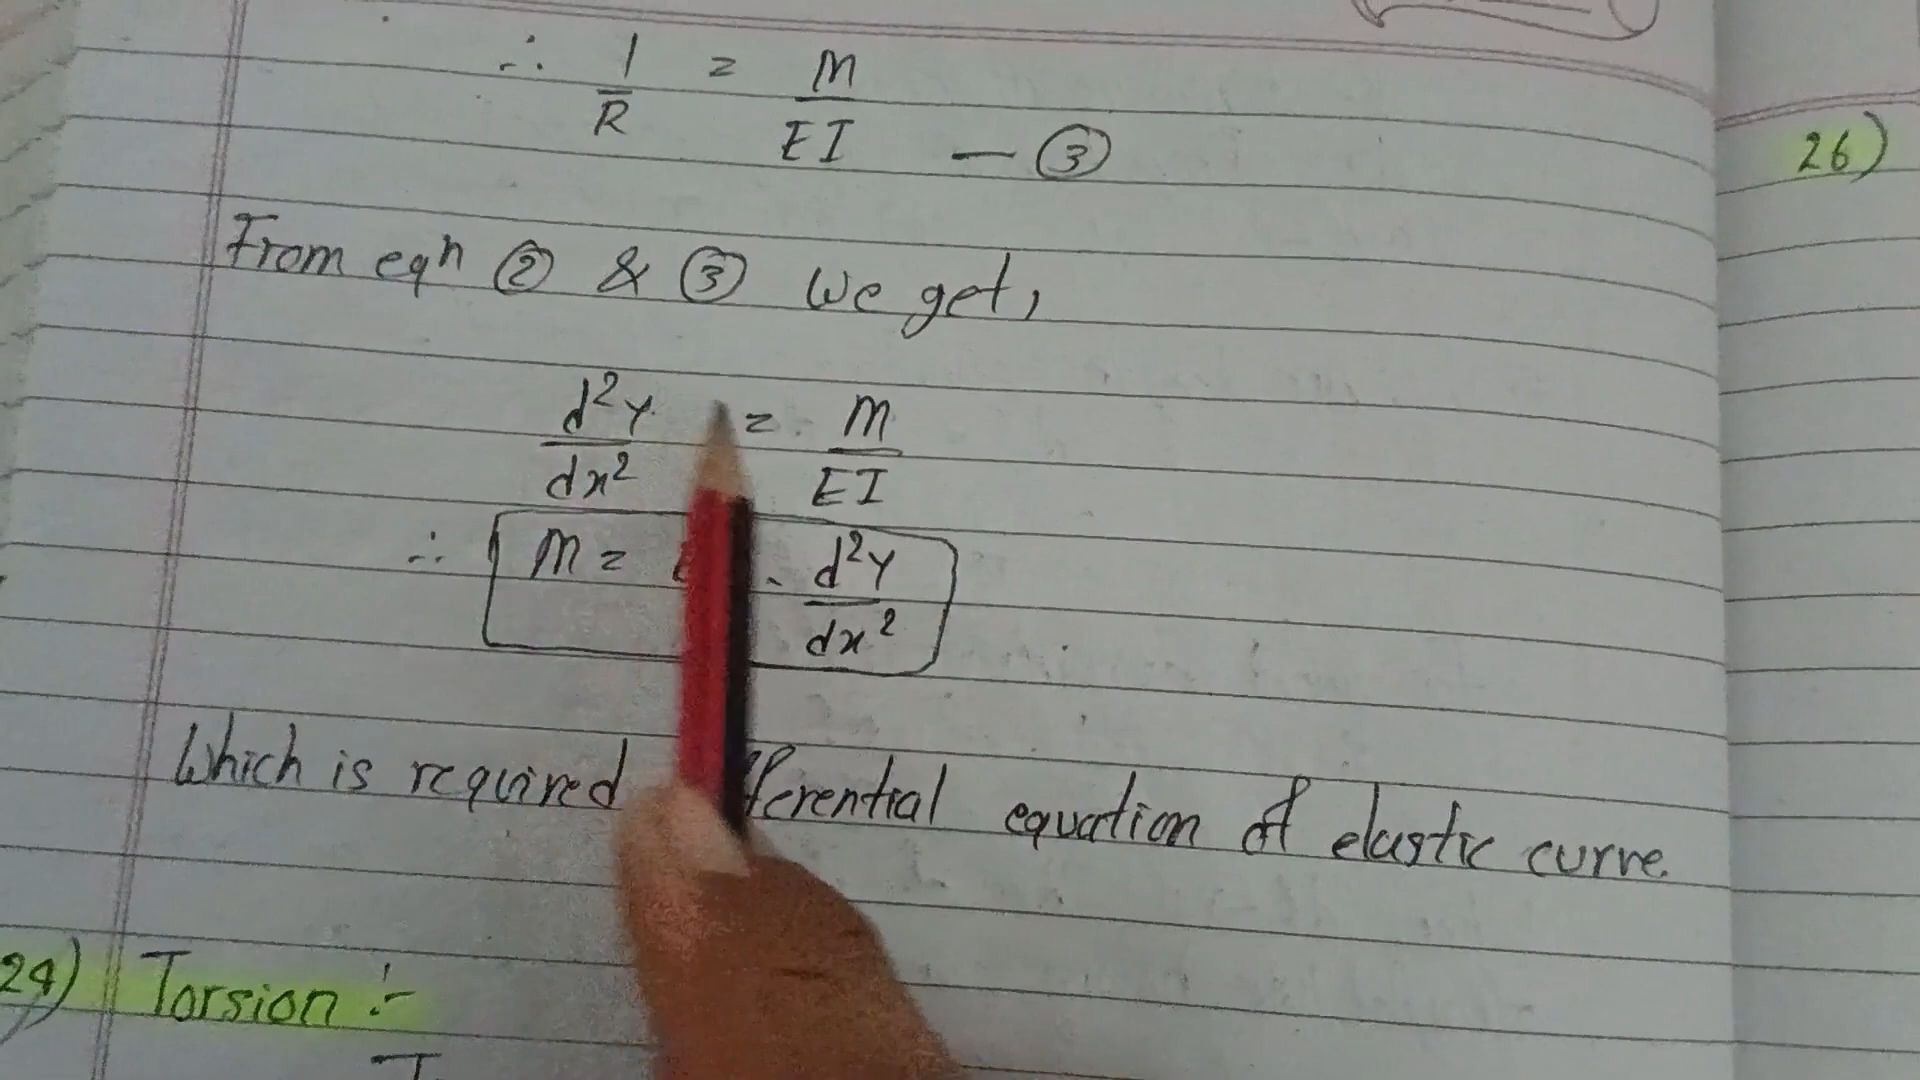 ∴ 1/R = M/EI — ③
26)
From eqn ② & ③ we get,
d²y/dx² = M/EI
∴ M = . d²y/dx²
Which is required equation of elastic curve.
24) Torsion :-